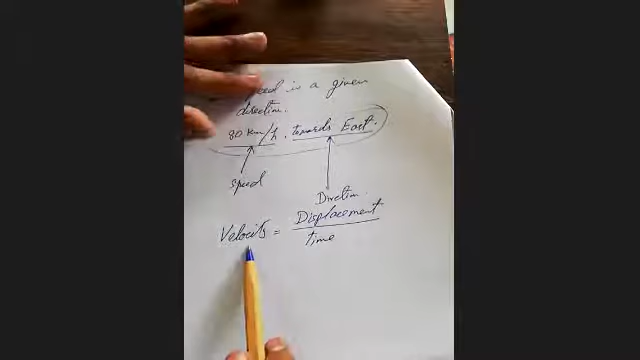 speed in a given
direction.
80 km/h. towards East.
speed
Direction.
Velocity = Displacement
time